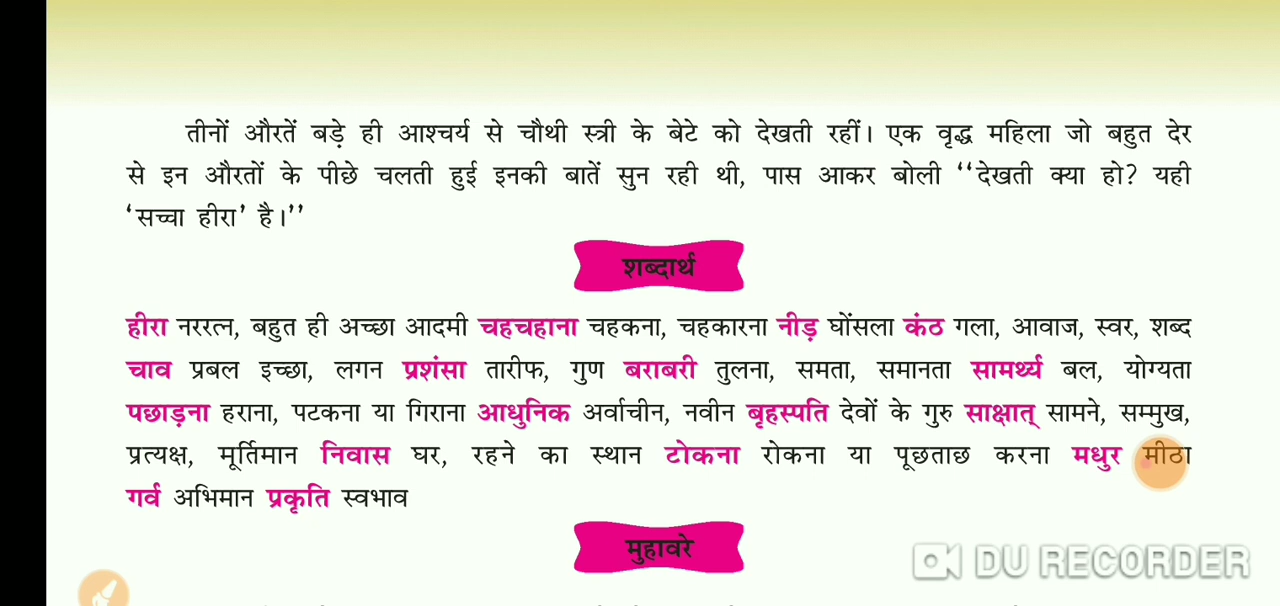 तीनों औरतें बड़े ही आश्चर्य से चौथी स्त्री के बेटे को देखती रहीं। एक वृद्ध महिला जो बहुत देर
से इन औरतों के पीछे चलती हुई इनकी बातें सुन रही थी, पास आकर बोली ‘‘देखती क्या हो? यही
‘सच्चा हीरा’ है।’’
शब्दार्थ
हीरा नररत्न, बहुत ही अच्छा आदमी चहचहाना चहकना, चहकारना नीड़ घोंसला कंठ गला, आवाज, स्वर, शब्द
चाव प्रबल इच्छा, लगन प्रशंसा तारीफ, गुण बराबरी तुलना, समता, समानता सामर्थ्य बल, योग्यता
पछाड़ना हराना, पटकना या गिराना आधुनिक अर्वाचीन, नवीन बृहस्पति देवों के गुरु साक्षात् सामने, सम्मुख,
प्रत्यक्ष, मूर्तिमान निवास घर, रहने का स्थान टोकना रोकना या पूछताछ करना मधुर मीठा
गर्व अभिमान प्रकृति स्वभाव
मुहावरे
DU RECORDER